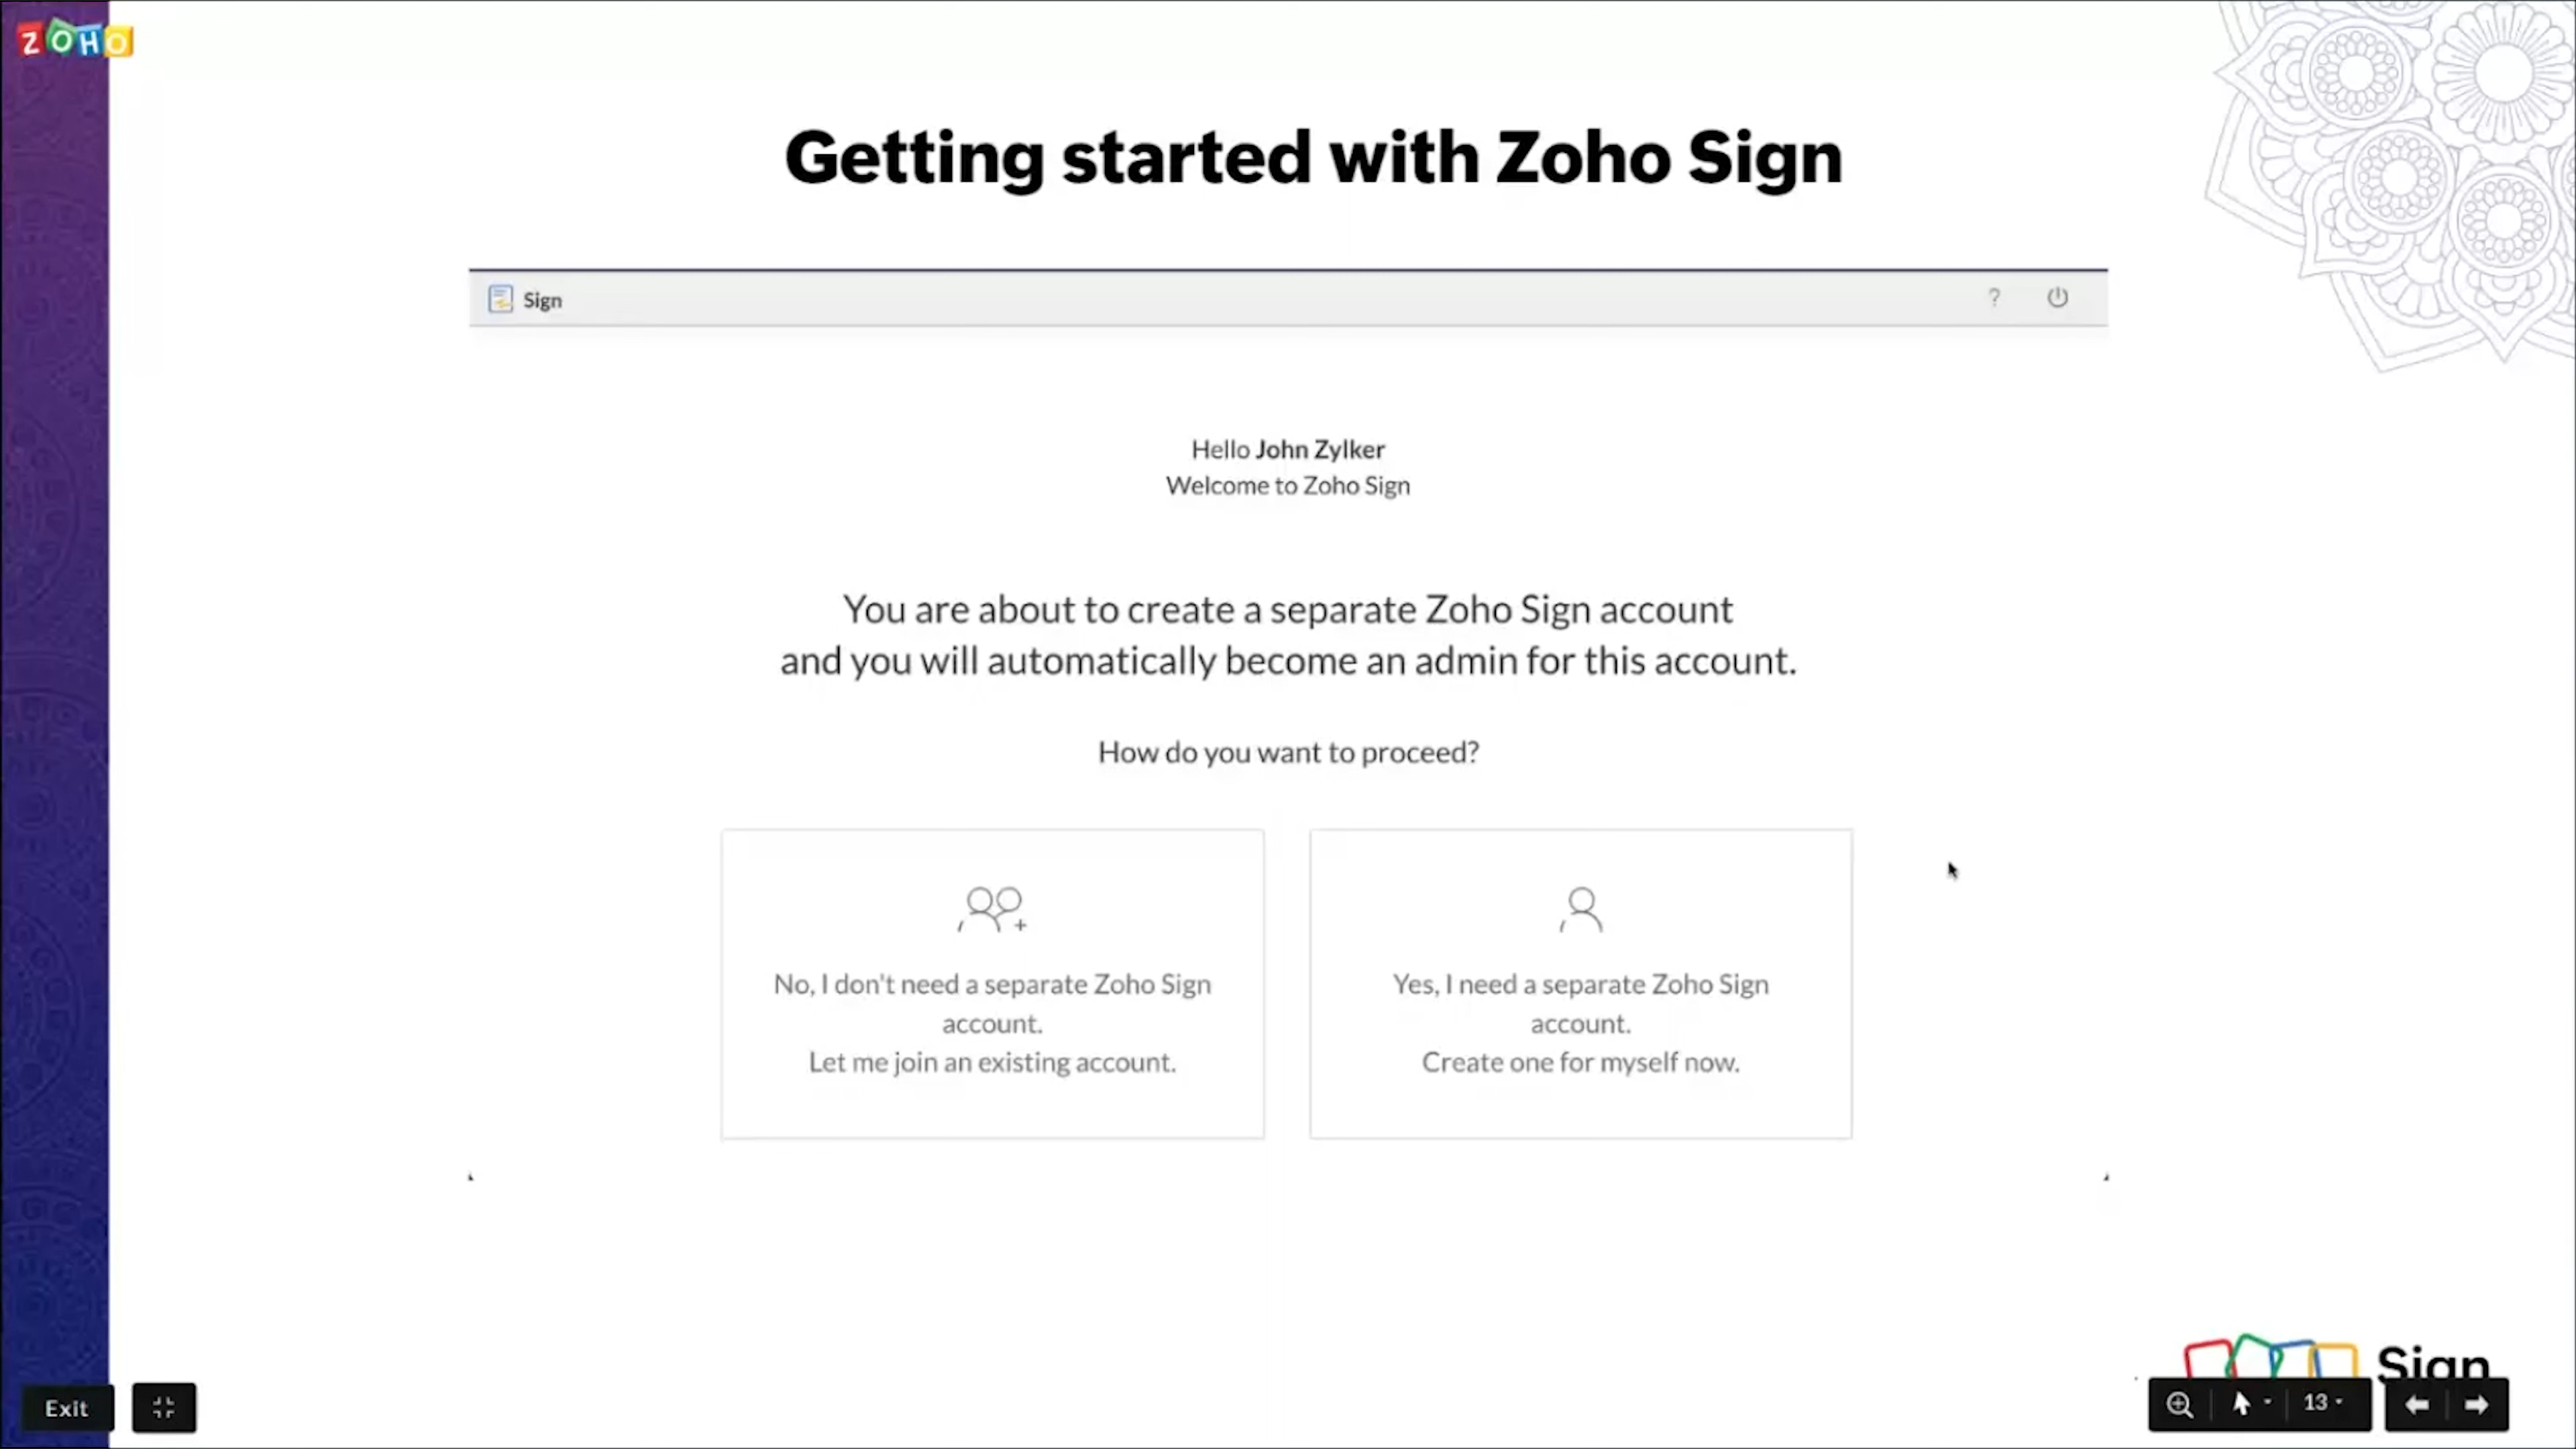 ZOHO
Getting started with Zoho Sign
Sign
?
Hello John Zylker
Welcome to Zoho Sign
You are about to create a separate Zoho Sign account
and you will automatically become an admin for this account.
How do you want to proceed?
No, I don't need a separate Zoho Sign
account.
Let me join an existing account.
Yes, I need a separate Zoho Sign
account.
Create one for myself now.
Sign
Exit
13